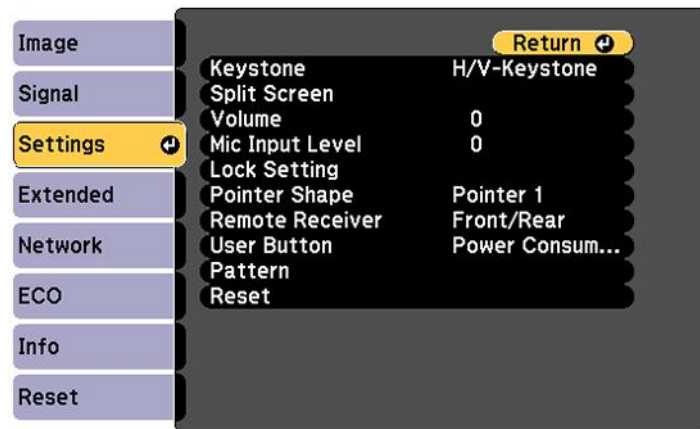 Image
Signal
Settings
Extended
Network
ECO
Info
Reset
Return
Keystone H/V-Keystone
Split Screen
Volume 0
Mic Input Level 0
Lock Setting
Pointer Shape Pointer 1
Remote Receiver Front/Rear
User Button Power Consum...
Pattern
Reset